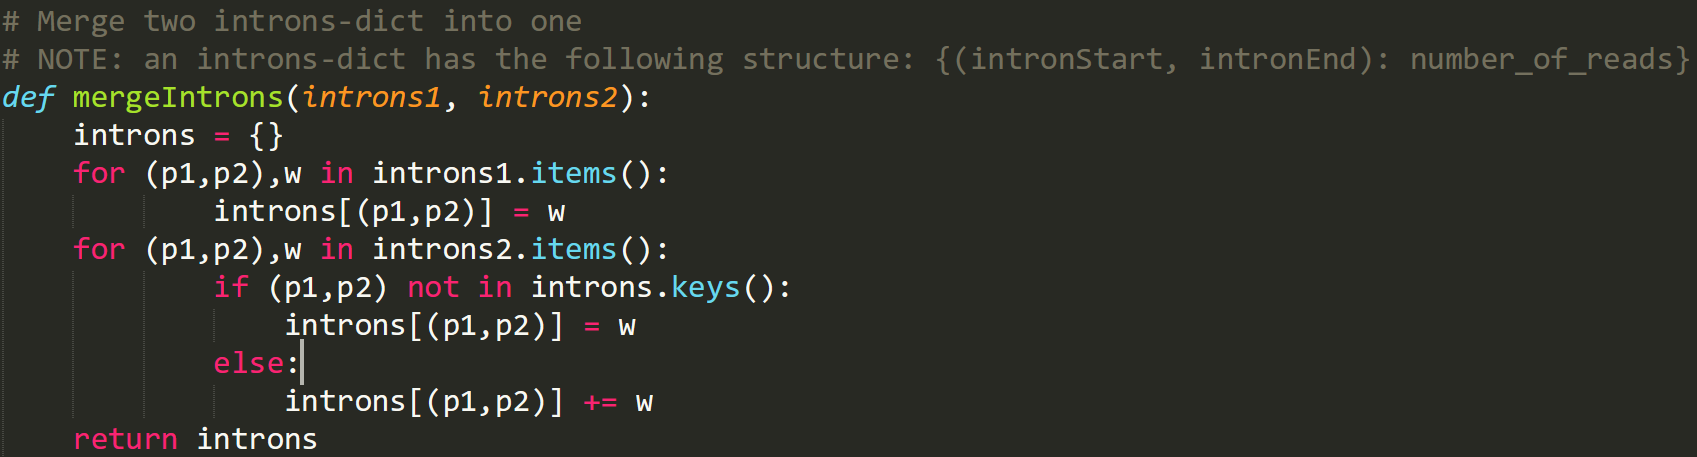 # Merge two introns-dict into one
# NOTE: an introns-dict has the following structure: {(intronStart, intronEnd): number_of_reads}
def mergeIntrons(introns1, introns2):
    introns = {}
    for (p1,p2),w in introns1.items():
            introns[(p1,p2)] = w
    for (p1,p2),w in introns2.items():
            if (p1,p2) not in introns.keys():
                introns[(p1,p2)] = w
            else:
                introns[(p1,p2)] += w
    return introns